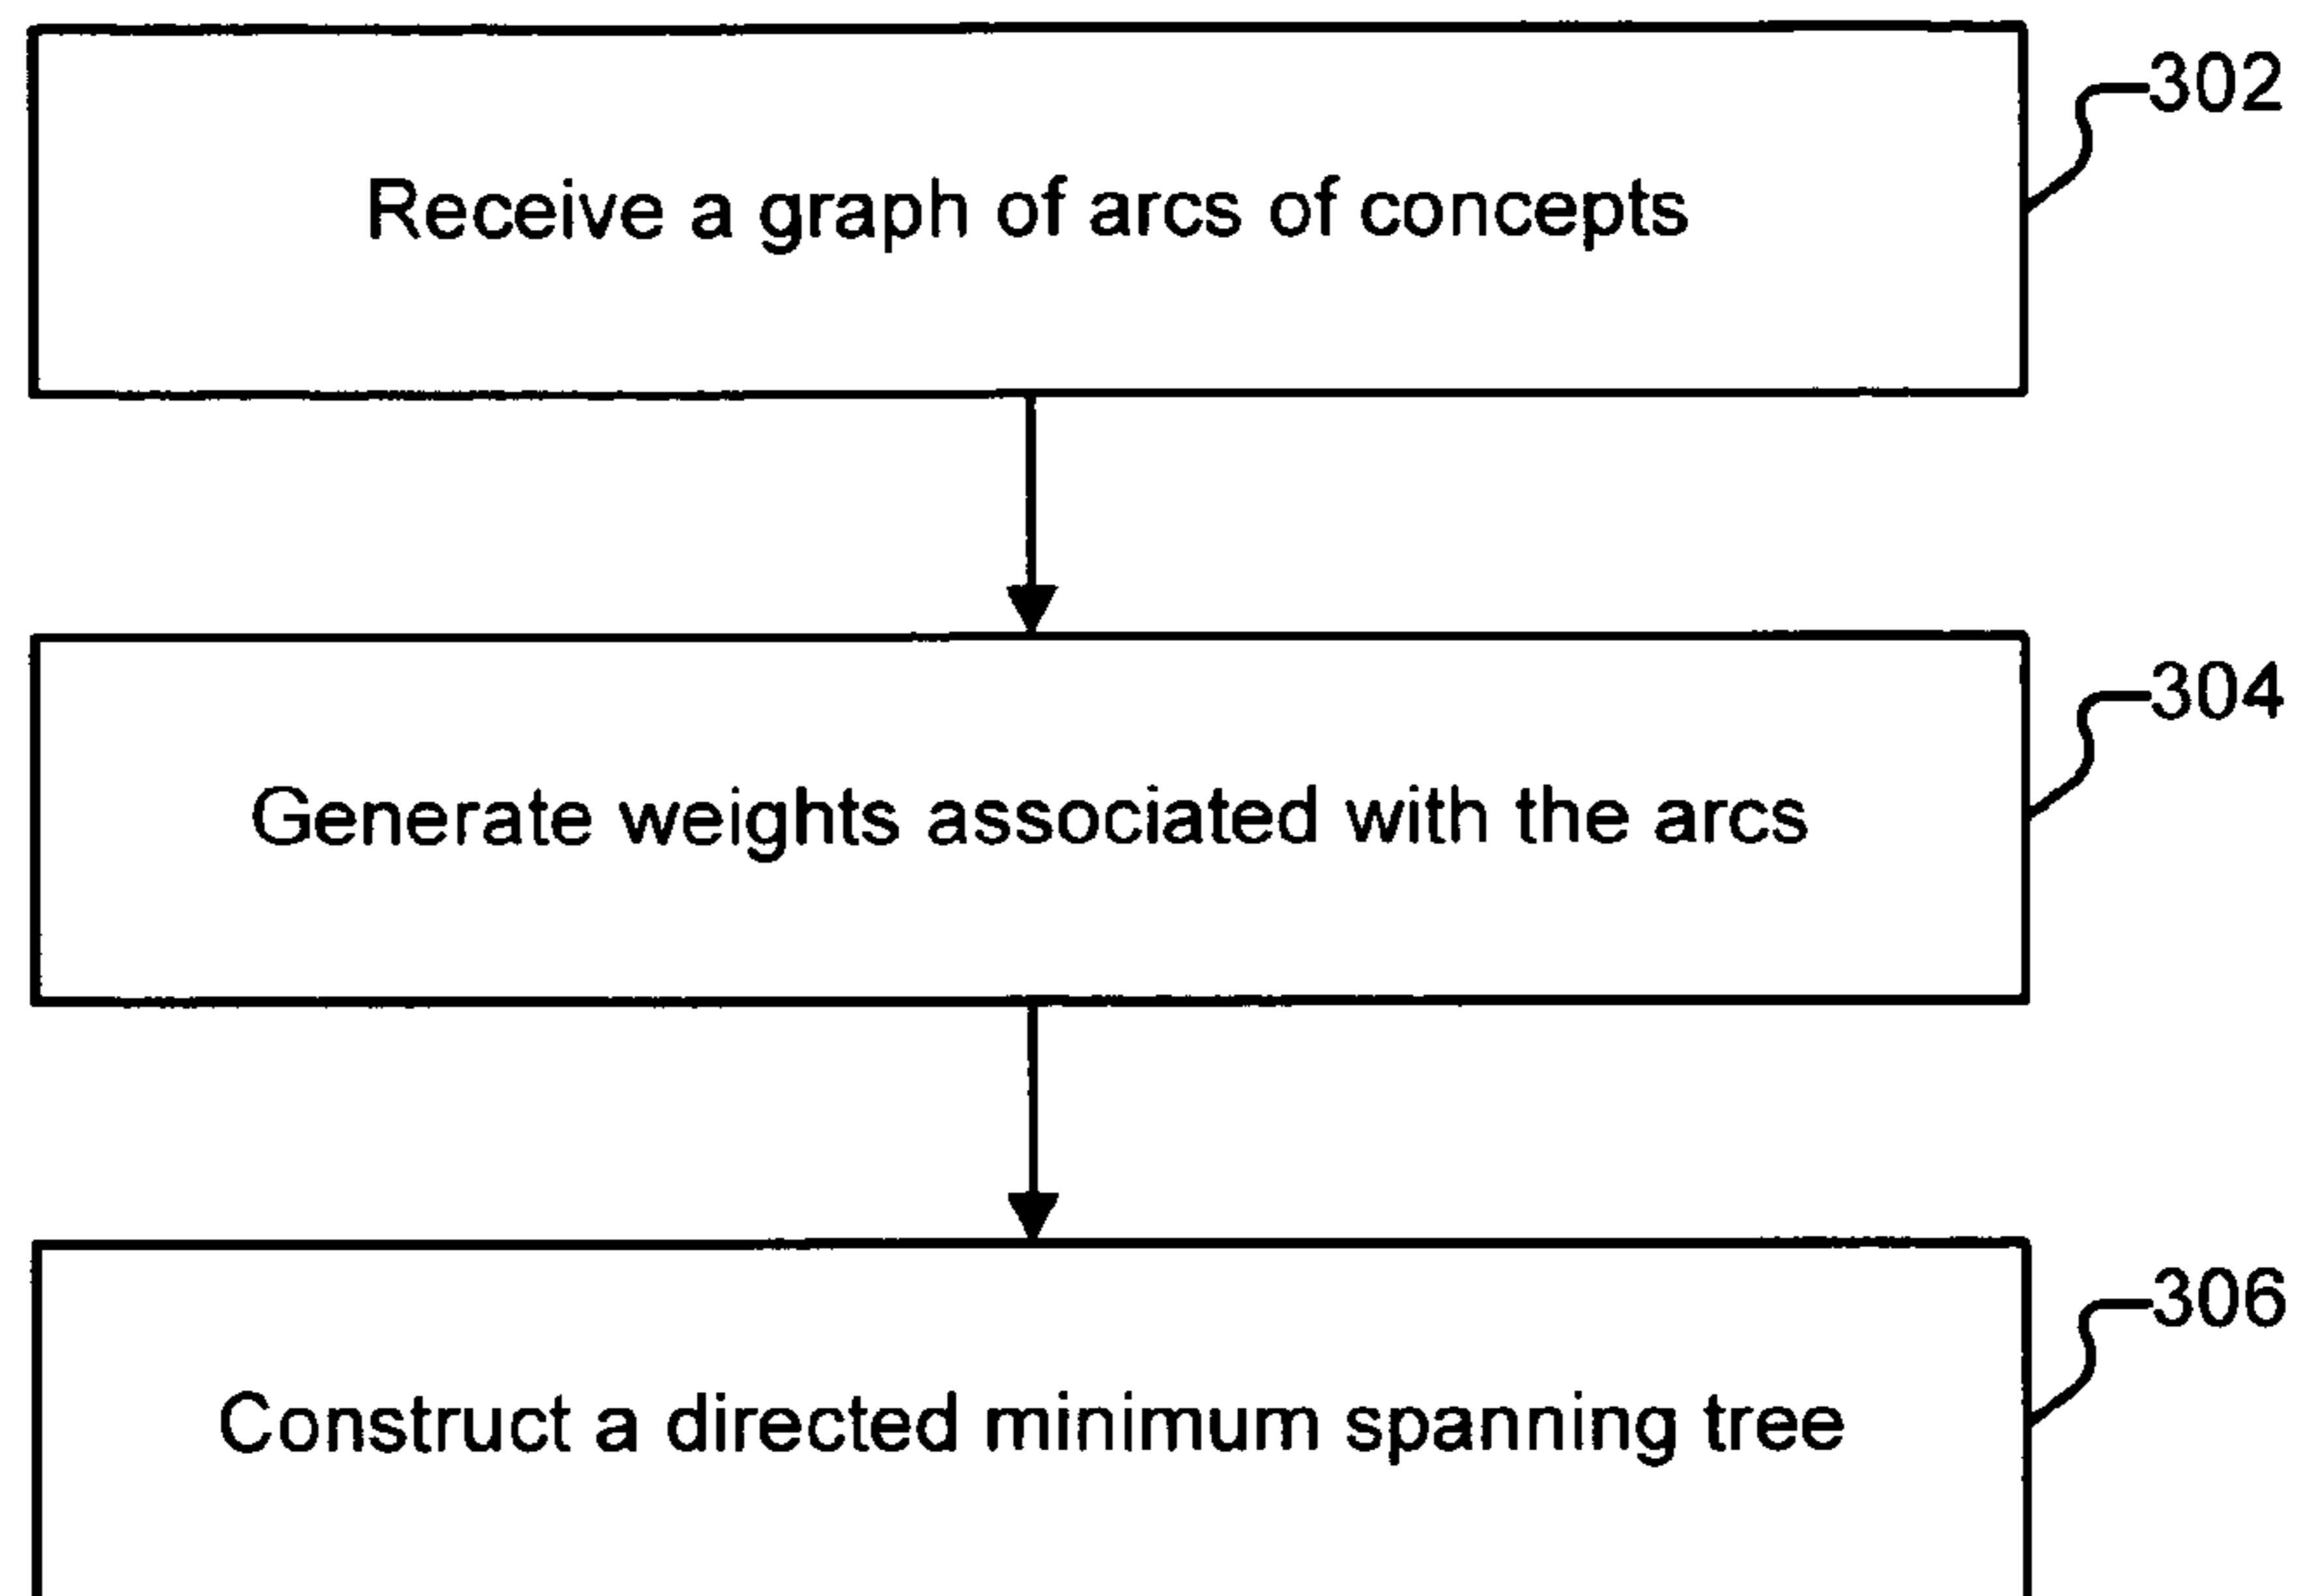 302
Receive a graph of arcs of concepts
304
Generate weights associated with the arcs
306
Construct a directed minimum spanning tree